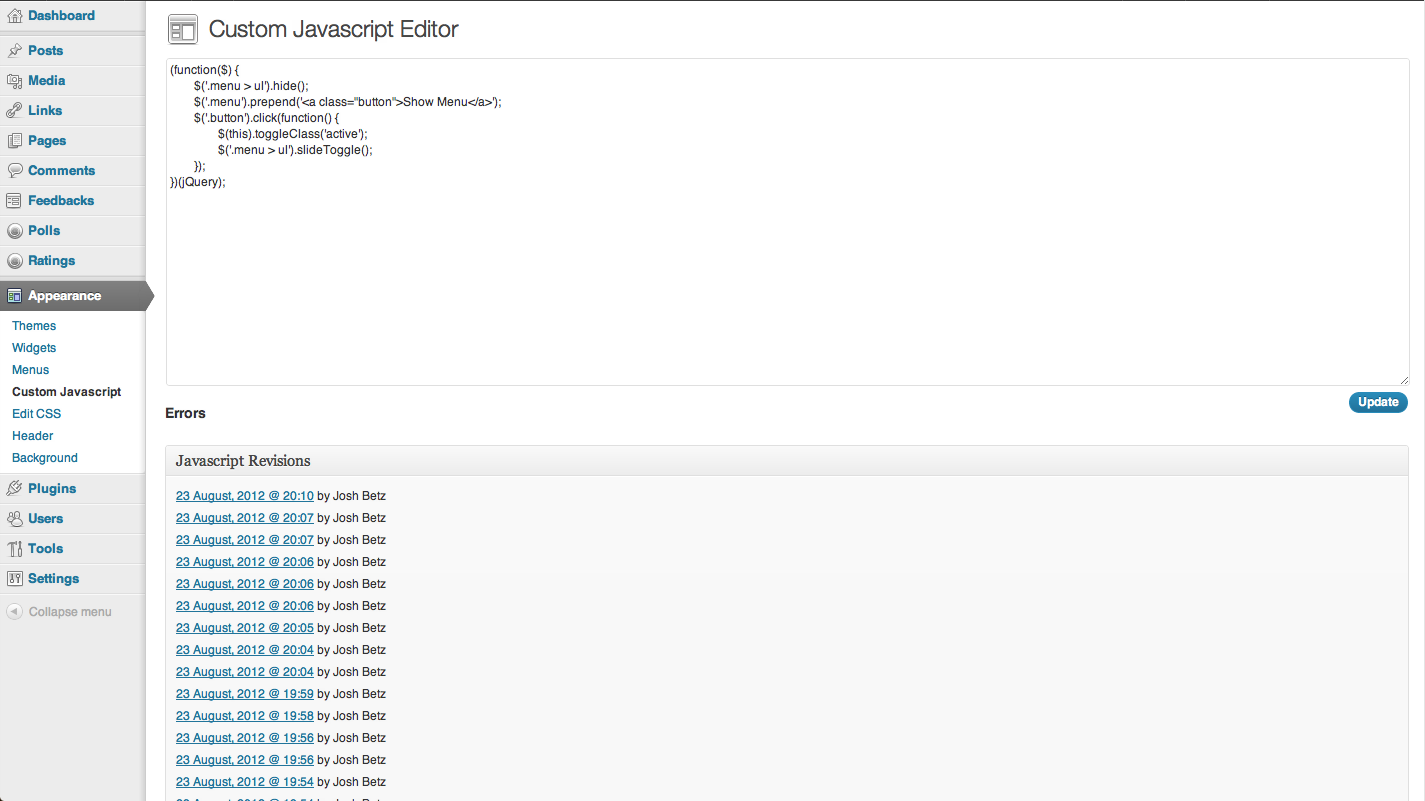 Dashboard
Posts
Media
Links
Pages
Comments
Feedbacks
Polls
Ratings
Appearance
Themes
Widgets
Menus
Custom Javascript
Edit CSS
Header
Background
Plugins
Users
Tools
Settings
Collapse menu
Custom Javascript Editor
(function($) {
$('.menu > ul').hide();
$('.menu').prepend('<a class="button">Show Menu</a>');
$('.button').click(function() {
$(this).toggleClass('active');
$('.menu > ul').slideToggle();
});
})(jQuery);
Update
Errors
Javascript Revisions
23 August, 2012 @ 20:10 by Josh Betz
23 August, 2012 @ 20:07 by Josh Betz
23 August, 2012 @ 20:07 by Josh Betz
23 August, 2012 @ 20:06 by Josh Betz
23 August, 2012 @ 20:06 by Josh Betz
23 August, 2012 @ 20:06 by Josh Betz
23 August, 2012 @ 20:05 by Josh Betz
23 August, 2012 @ 20:04 by Josh Betz
23 August, 2012 @ 20:04 by Josh Betz
23 August, 2012 @ 19:59 by Josh Betz
23 August, 2012 @ 19:58 by Josh Betz
23 August, 2012 @ 19:56 by Josh Betz
23 August, 2012 @ 19:56 by Josh Betz
23 August, 2012 @ 19:54 by Josh Betz